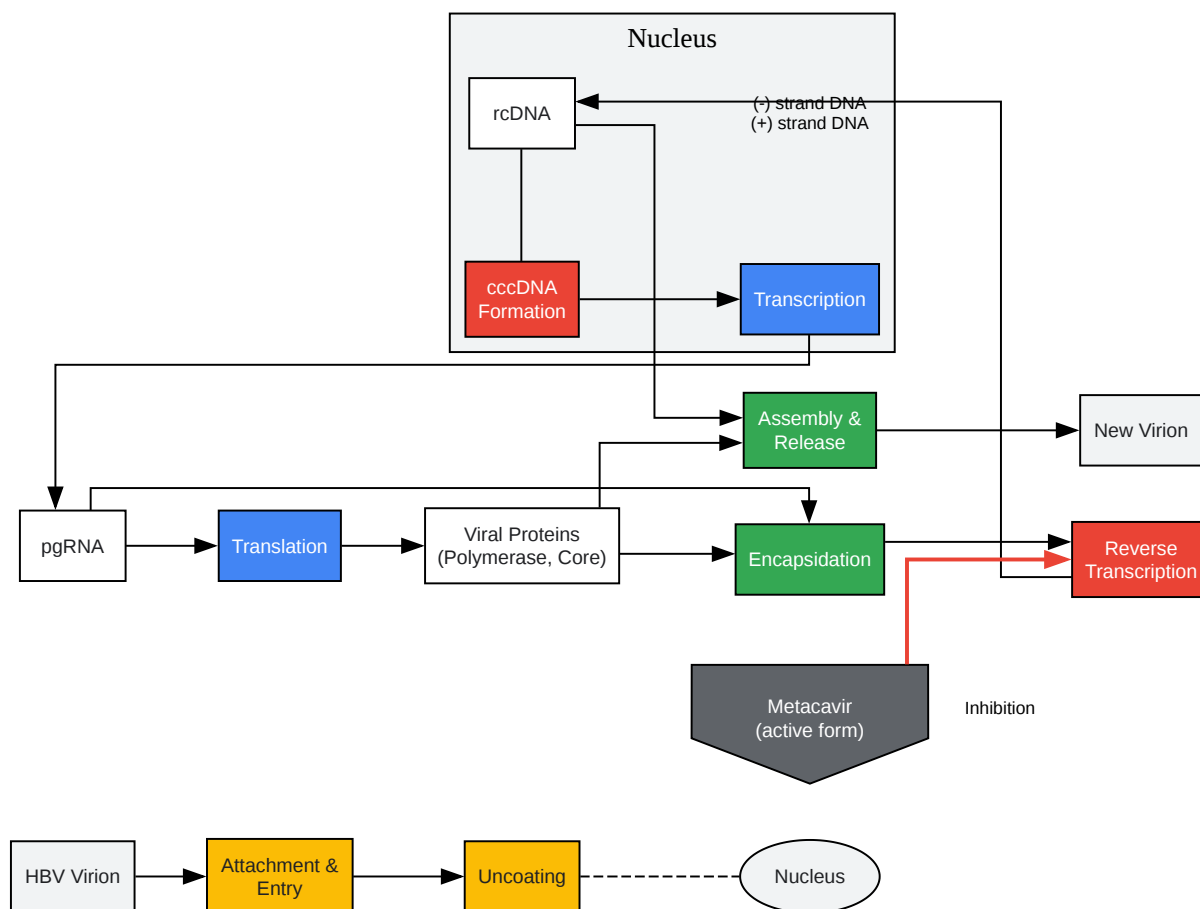 Nucleus
rcDNA
(-) strand DNA
(+) strand DNA
cccDNA
Formation
Transcription
Assembly &
Release
New Virion
pgRNA
Translation
Viral Proteins
(Polymerase, Core)
Encapsidation
Reverse
Transcription
Metacavir
(active form)
Inhibition
HBV Virion
Attachment &
Entry
Uncoating
Nucleus